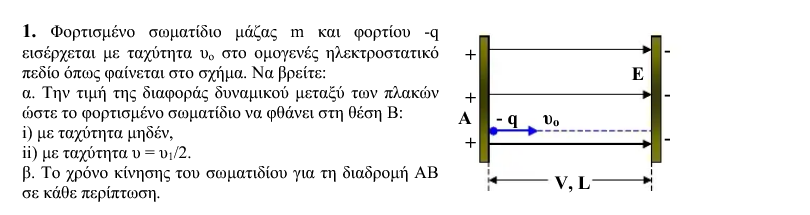 1. Φορτισμένο σωματίδιο μάζας m και φορτίου -q
εισέρχεται με ταχύτητα υₒ στο ομογενές ηλεκτροστατικό
πεδίο όπως φαίνεται στο σχήμα. Να βρείτε:
α. Την τιμή της διαφοράς δυναμικού μεταξύ των πλακών
ώστε το φορτισμένο σωματίδιο να φθάνει στη θέση Β:
i) με ταχύτητα μηδέν,
ii) με ταχύτητα υ = υ₁/2.
β. Το χρόνο κίνησης του σωματιδίου για τη διαδρομή ΑΒ
σε κάθε περίπτωση.
+ -
E
+ -
A - q υₒ
+ -
V, L